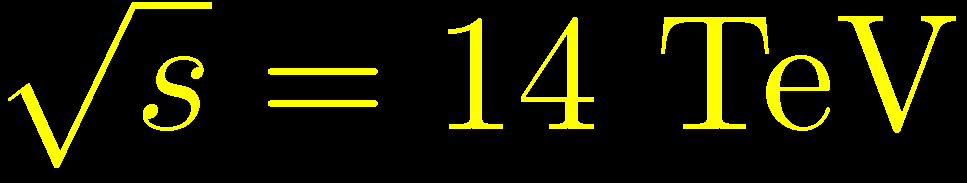 √s = 14 TeV